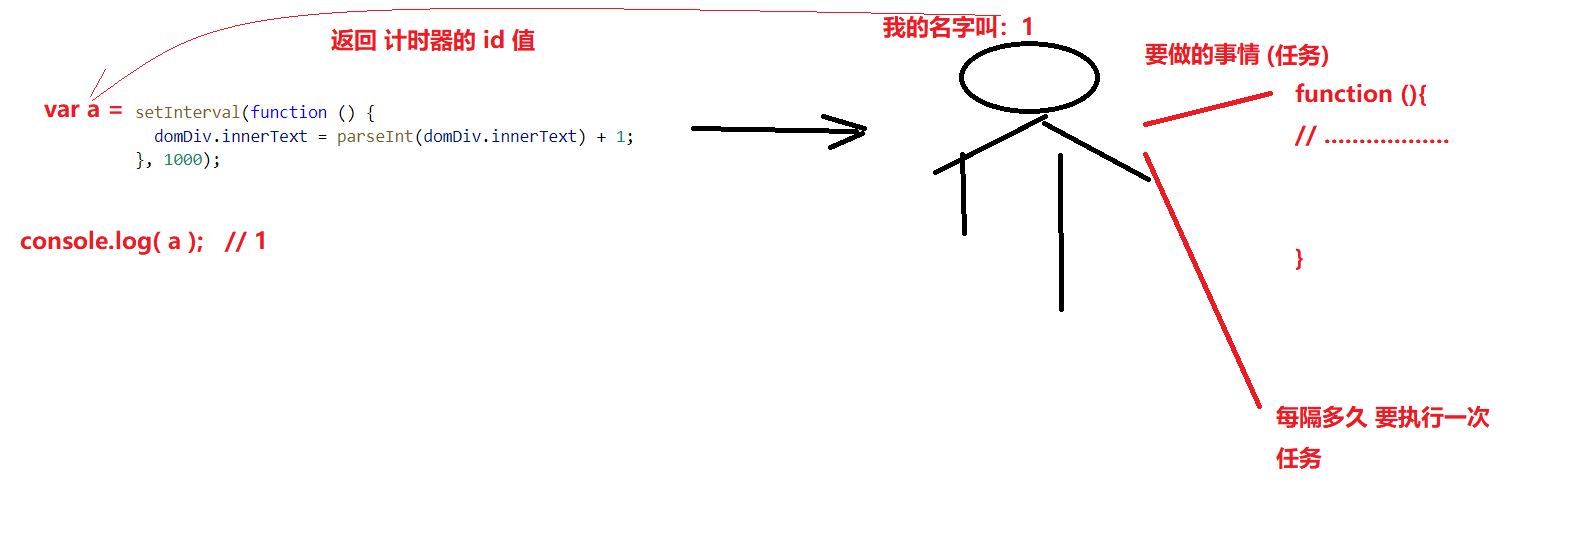 返回 计时器的 id 值
我的名字叫：1
要做的事情 (任务)
var a = setInterval(function () {
domDiv.innerText = parseInt(domDiv.innerText) + 1;
}, 1000);
function (){
// ..................
}
console.log( a );   // 1
每隔多久 要执行一次
任务